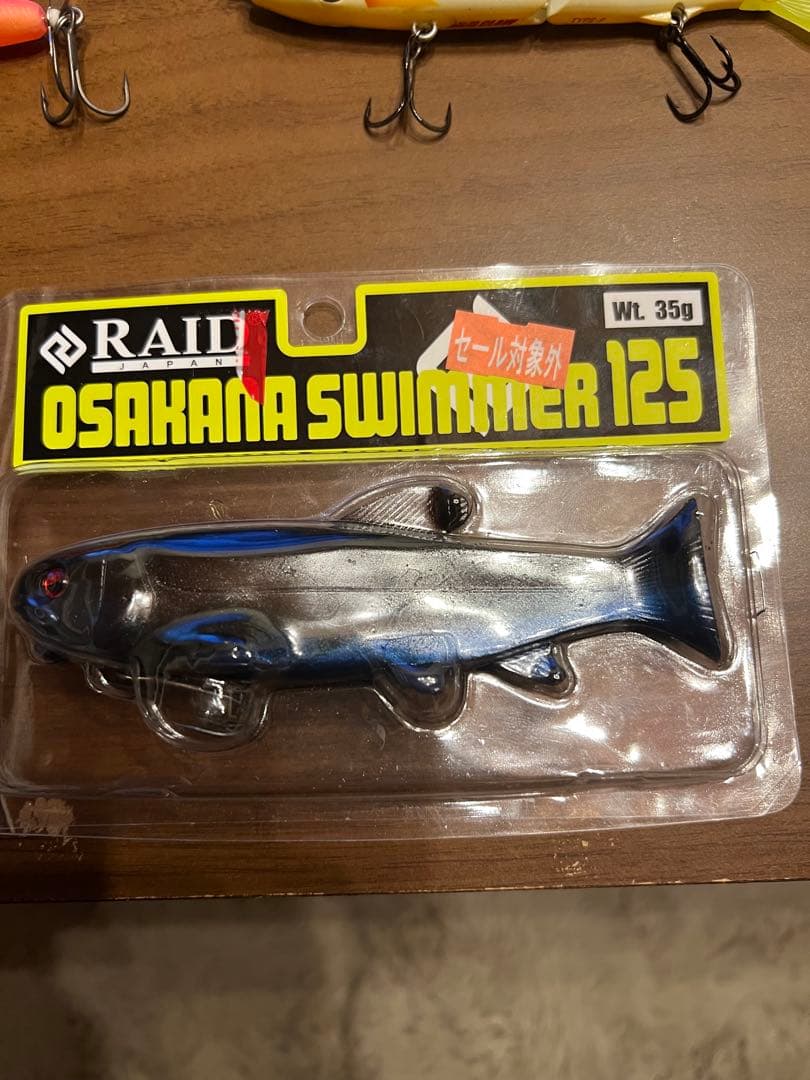 RAID
JAPAN
Wt. 35g
セール対象外
OSAKANA SWIMMER 125